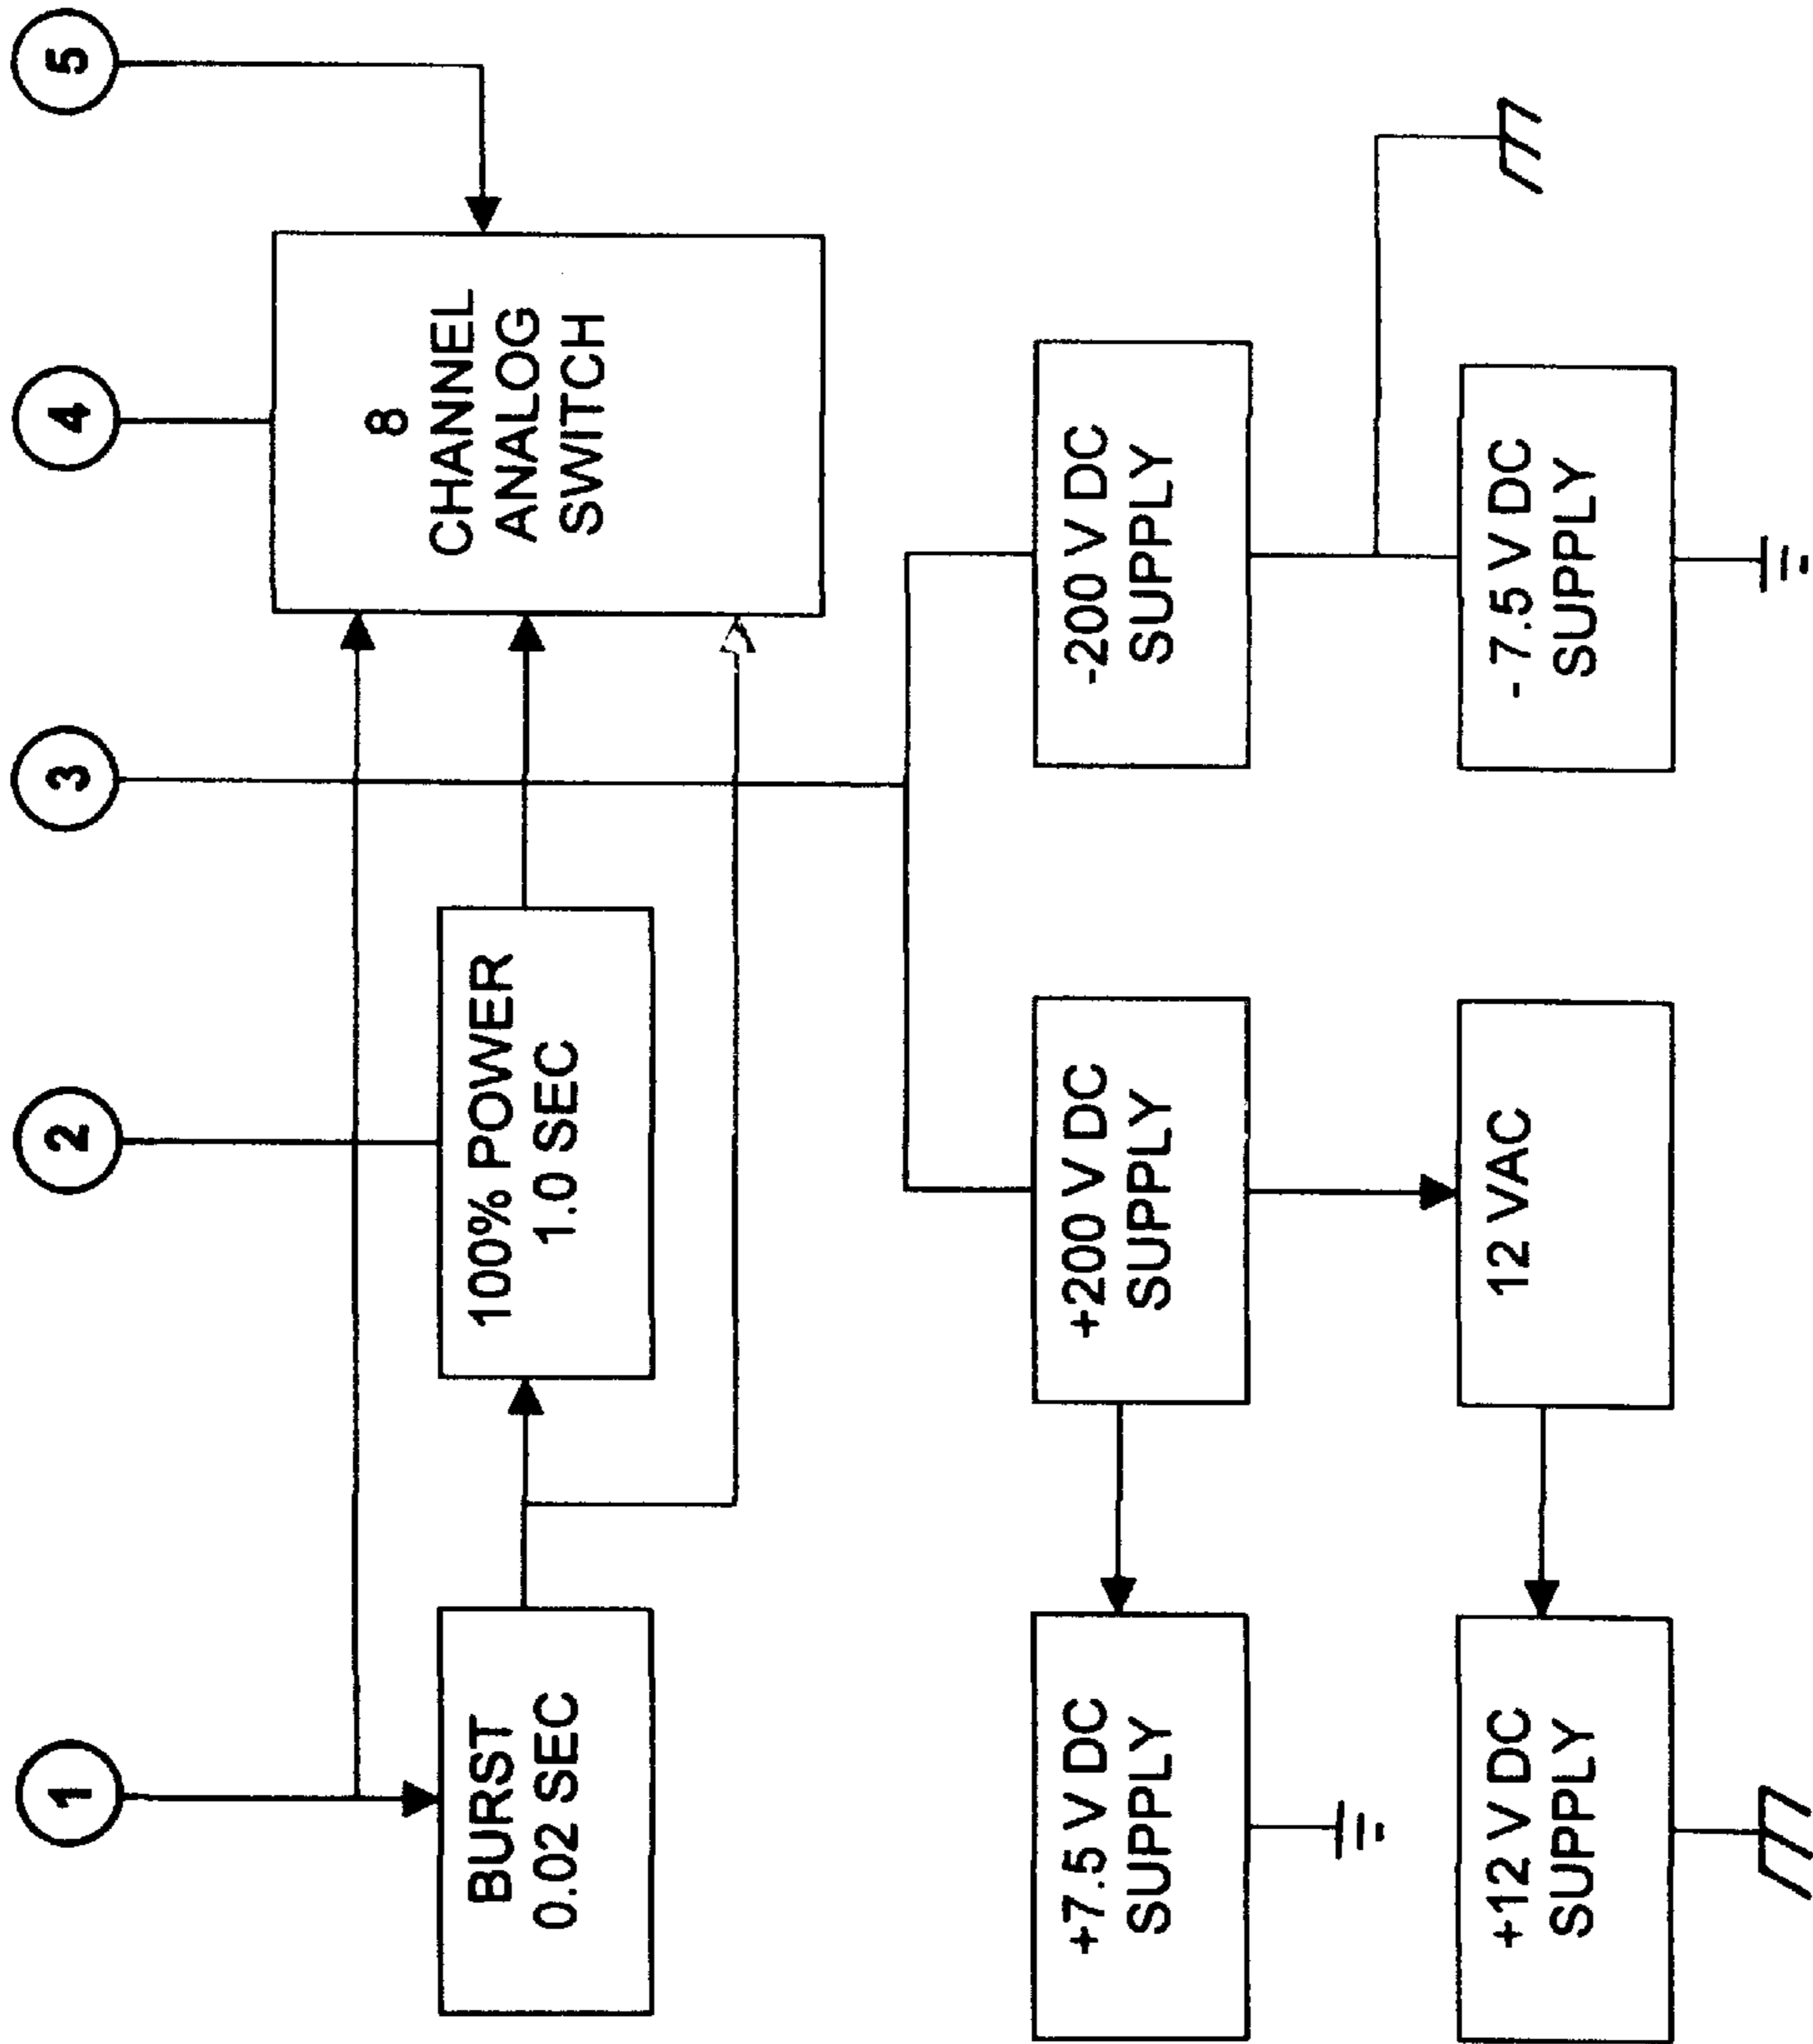 1
2
3
4
5
BURST
0.02 SEC
100% POWER
1.0 SEC
8
CHANNEL
ANALOG
SWITCH
+7.5 V DC
SUPPLY
+200 V DC
SUPPLY
-200 V DC
SUPPLY
+12 V DC
SUPPLY
12 VAC
- 7.5 V DC
SUPPLY